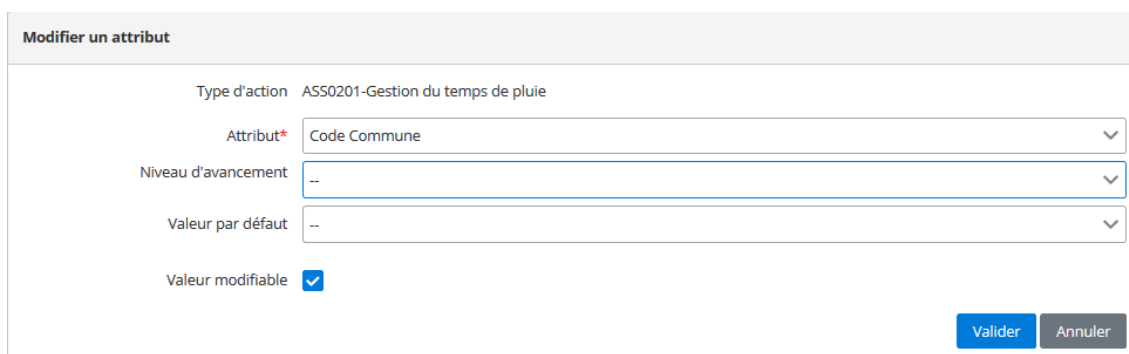 Modifier un attribut
Type d'action ASS0201-Gestion du temps de pluie
Attribut* Code Commune
Niveau d'avancement --
Valeur par défaut --
Valeur modifiable
Valider Annuler